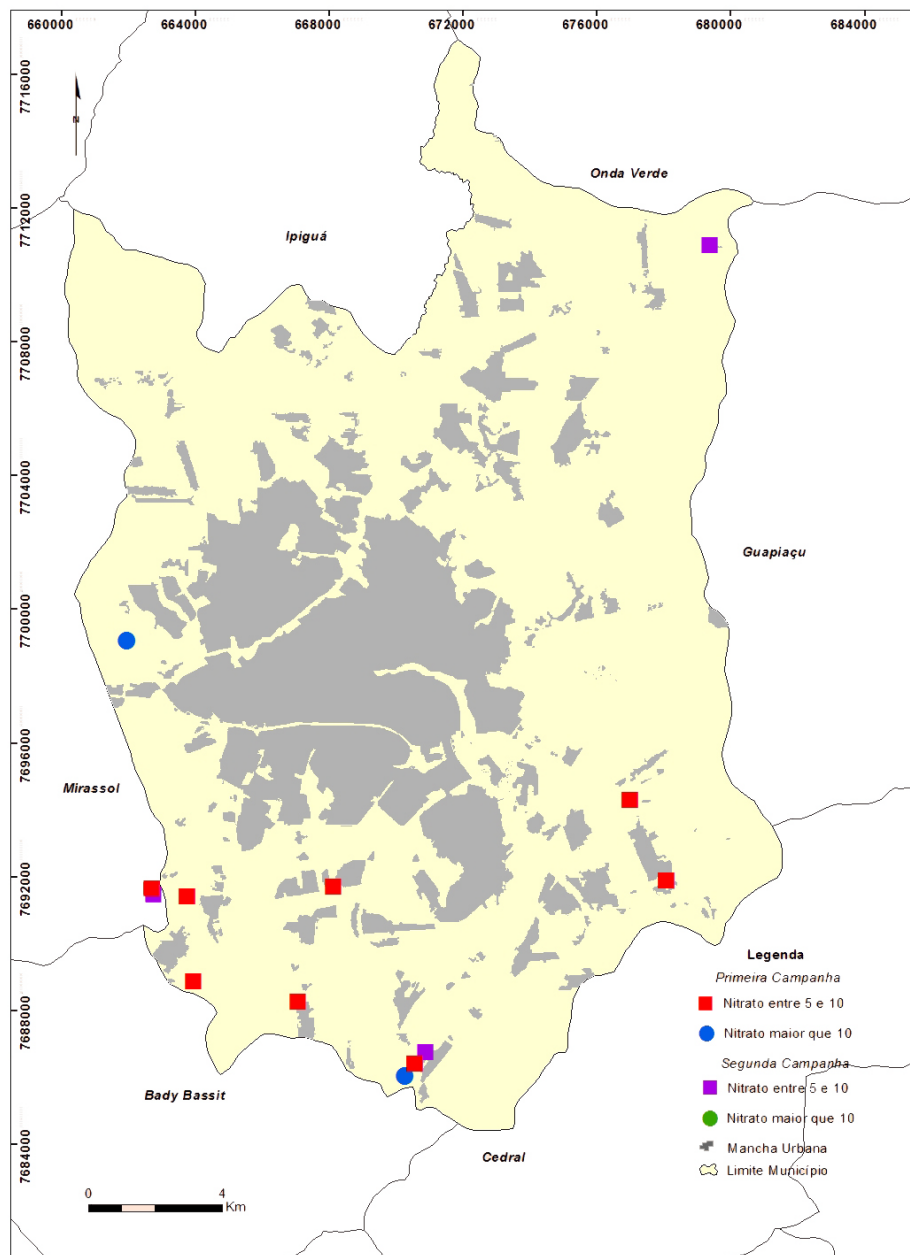 660000 664000 668000 672000 676000 680000 684000
7716000
7712000
7708000
7704000
7700000
7696000
7692000
7688000
7684000
N
Onda Verde
Ipiguá
Guapiaçu
Mirassol
Bady Bassit
Cedral
Legenda
Primeira Campanha
Nitrato entre 5 e 10
Nitrato maior que 10
Segunda Campanha
Nitrato entre 5 e 10
Nitrato maior que 10
Mancha Urbana
Limite Município
0 4
Km